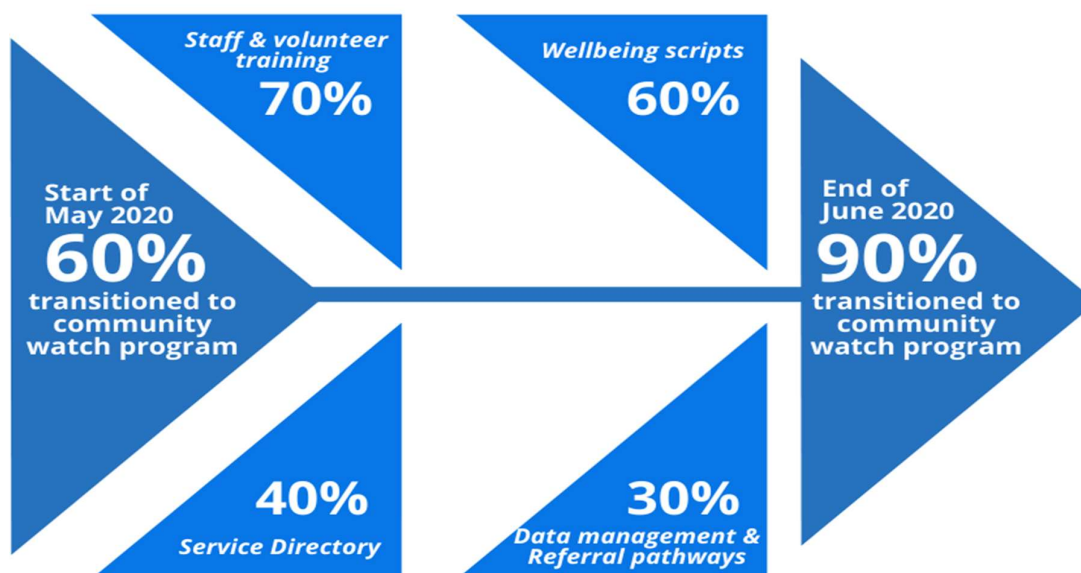 Staff & volunteer
training
70%
Wellbeing scripts
60%
Start of
May 2020
60%
transitioned to
community
watch program
End of
June 2020
90%
transitioned to
community
watch program
40%
Service Directory
30%
Data management &
Referral pathways